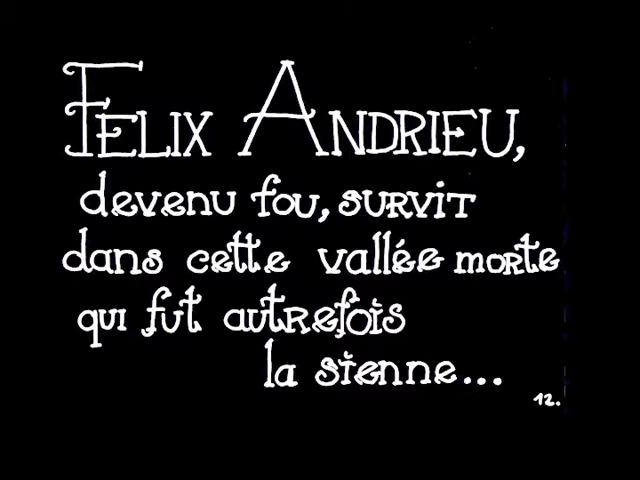 FELIX ANDRIEU,
devenu fou, survit
dans cette vallée morte
qui fut autrefois
la sienne...
12.